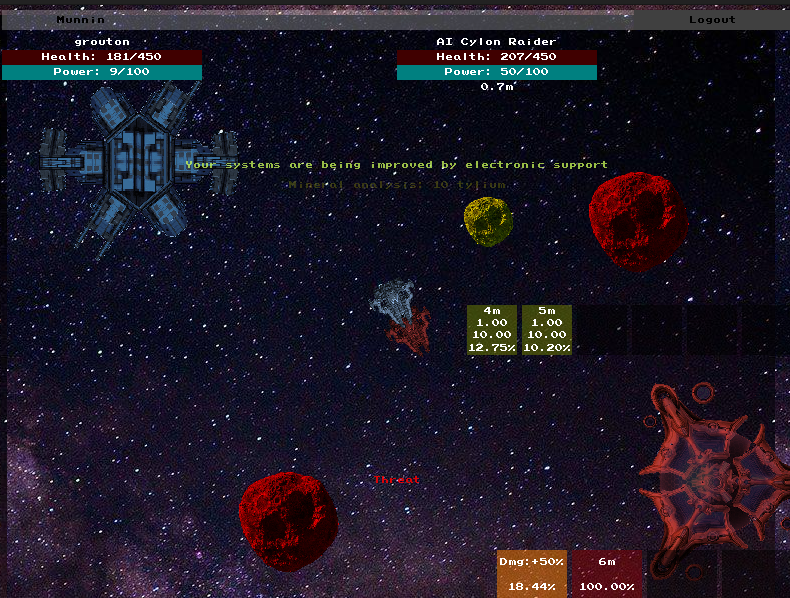 Munnin
Logout
grouton
Health: 181/450
Power: 9/100
AI Cylon Raider
Health: 207/450
Power: 50/100
0.7m
Your systems are being improved by electronic support
Mineral analysis: 10 tylium
4m
1.00
10.00
12.75%
5m
1.00
10.00
10.20%
Threat
Dmg:+50%
18.44%
6m
100.00%